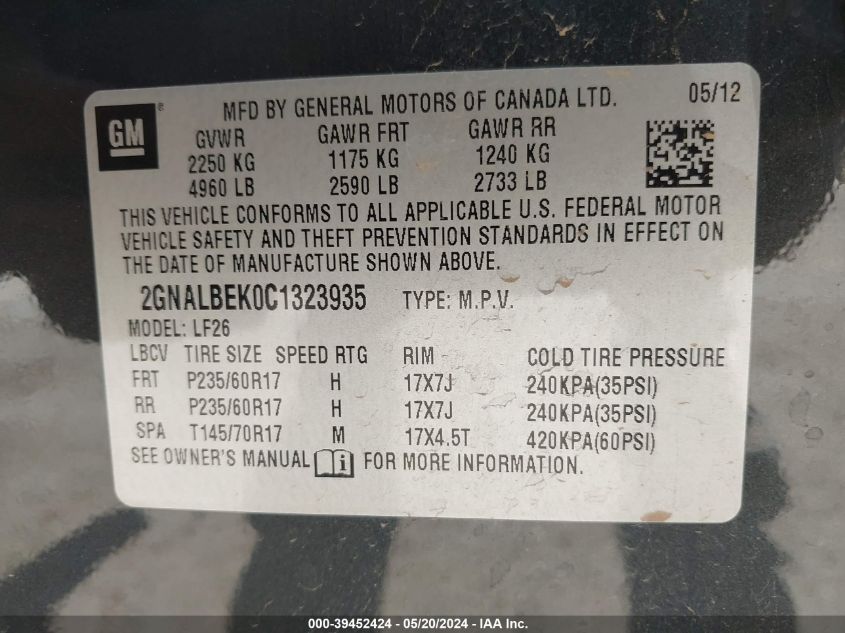 MFD BY GENERAL MOTORS OF CANADA LTD. 05/12
GM ®
GVWR GAWR FRT GAWR RR
2250 KG 1175 KG 1240 KG
4960 LB 2590 LB 2733 LB
THIS VEHICLE CONFORMS TO ALL APPLICABLE U.S. FEDERAL MOTOR
VEHICLE SAFETY AND THEFT PREVENTION STANDARDS IN EFFECT ON
THE DATE OF MANUFACTURE SHOWN ABOVE.
2GNALBEK0C1323935 TYPE: M.P.V.
MODEL: LF26
LBCV TIRE SIZE SPEED RTG RIM COLD TIRE PRESSURE
FRT P235/60R17 H 17X7J 240KPA(35PSI)
RR P235/60R17 H 17X7J 240KPA(35PSI)
SPA T145/70R17 M 17X4.5T 420KPA(60PSI)
SEE OWNER'S MANUAL i FOR MORE INFORMATION.
000-39452424 - 05/20/2024 - IAA Inc.